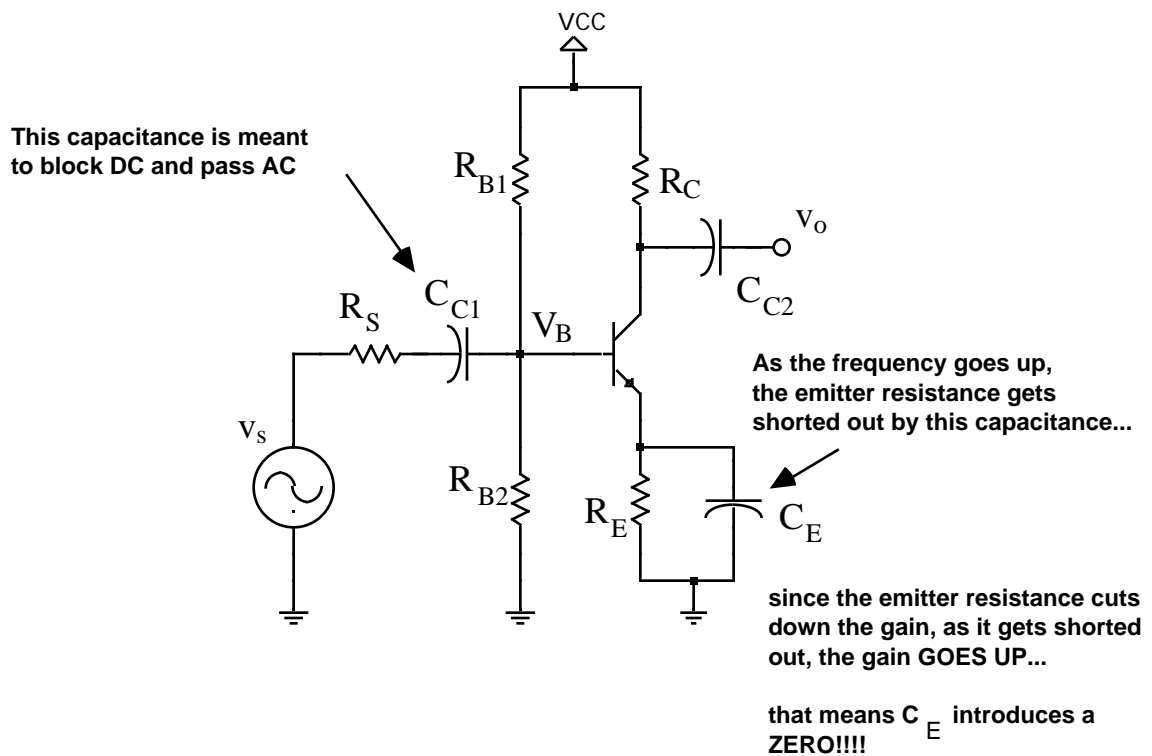 VCC
This capacitance is meant
to block DC and pass AC
R_B1
R_C
v_o
C_C2
C_C1
R_S
V_B
As the frequency goes up,
the emitter resistance gets
shorted out by this capacitance...
v_s
R_B2
R_E
C_E
since the emitter resistance cuts
down the gain, as it gets shorted
out, the gain GOES UP...
that means C_E introduces a
ZERO!!!!